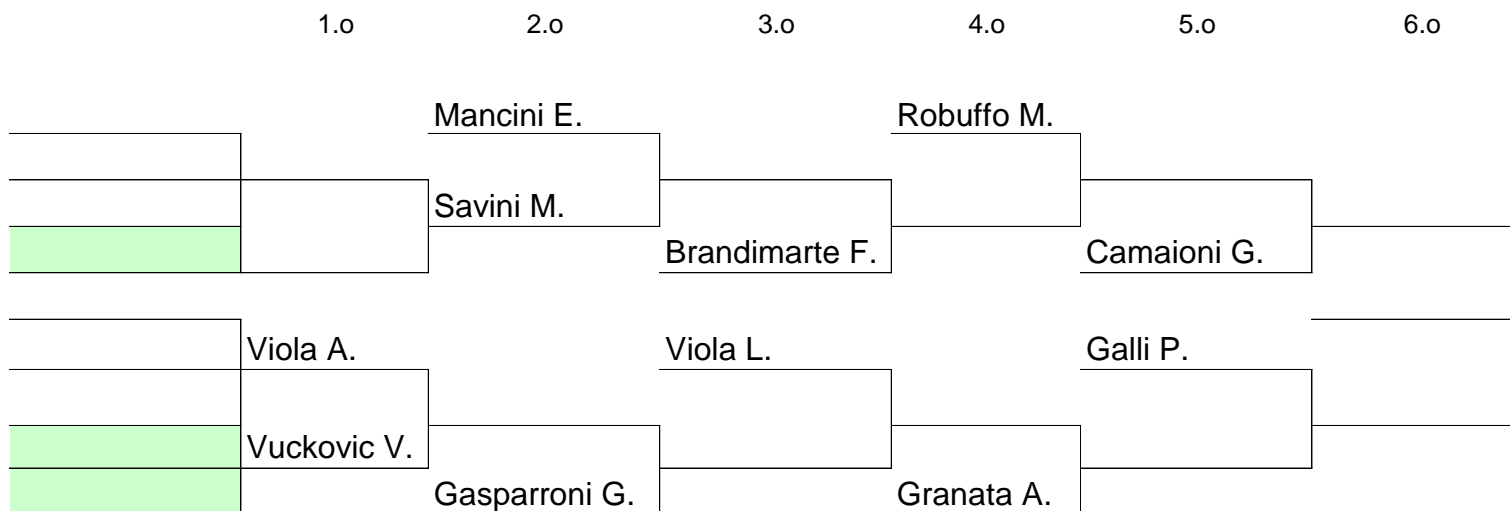 1.o 2.o 3.o 4.o 5.o 6.o
Mancini E. Robuffo M.
Savini M.
Brandimarte F. Camaioni G.
Viola A. Viola L. Galli P.
Vuckovic V.
Gasparroni G. Granata A.